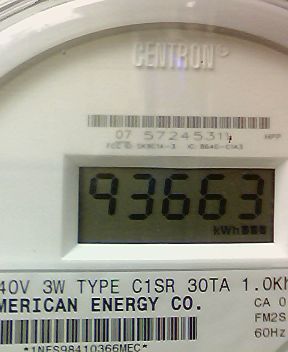 CENTRON®
07 57245311
93663
kWh
40V 3W TYPE C1SR 30TA 1.0Kh
MERICAN ENERGY CO.
CA 0
FM2S
60Hz
*1NES98410366MEC*